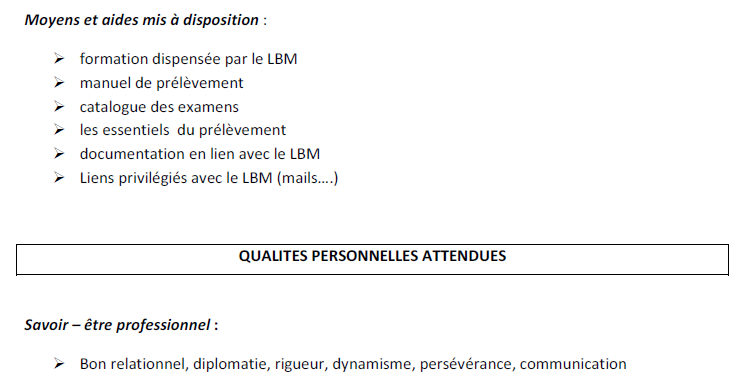 Moyens et aides mis à disposition :
➢ formation dispensée par le LBM
➢ manuel de prélèvement
➢ catalogue des examens
➢ les essentiels  du prélèvement
➢ documentation en lien avec le LBM
➢ Liens privilégiés avec le LBM (mails….)
QUALITES PERSONNELLES ATTENDUES
Savoir – être professionnel :
➢ Bon relationnel, diplomatie, rigueur, dynamisme, persévérance, communication